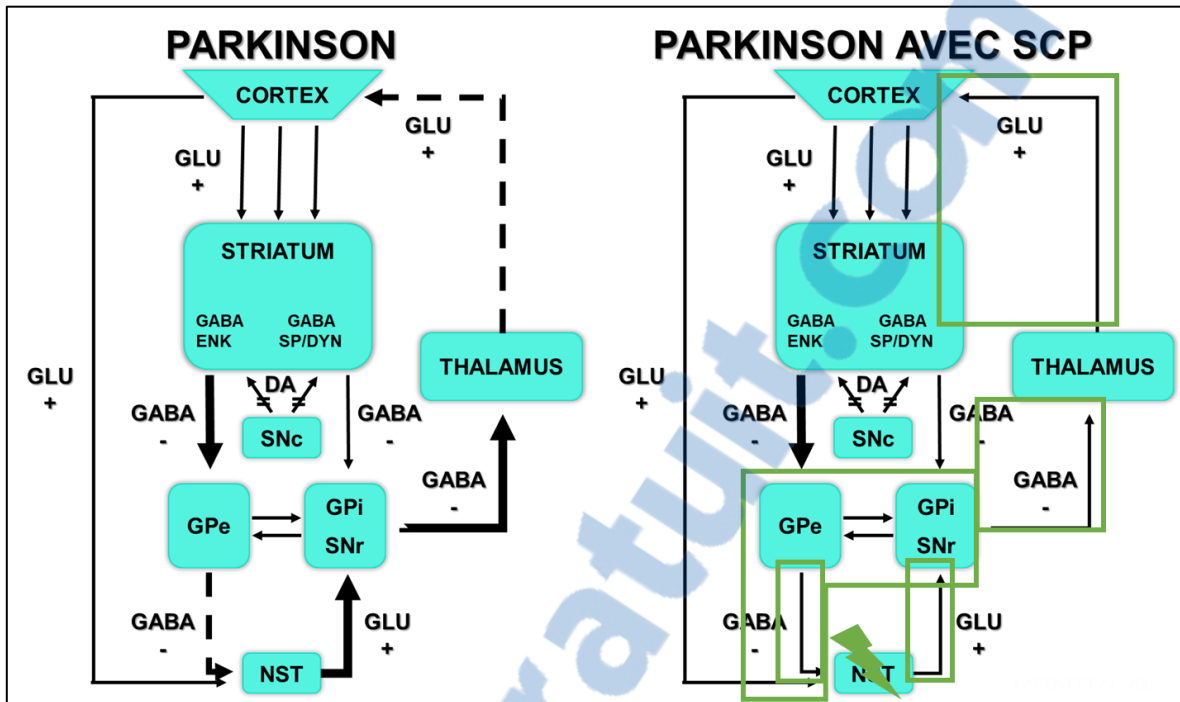 PARKINSON
CORTEX
GLU
+
GLU
+
STRIATUM
GABA
ENK
GABA
SP/DYN
THALAMUS
GLU
+
DA
= =
GABA
-
SNc
GABA
-
GABA
-
GPe
GPi
SNr
GABA
-
GLU
+
NST
PARKINSON AVEC SCP
CORTEX
GLU
+
GLU
+
STRIATUM
GABA
ENK
GABA
SP/DYN
THALAMUS
GLU
+
DA
= =
GABA
-
SNc
GABA
-
GABA
-
GPe
GPi
SNr
GABA
-
GLU
+
NST
ratuit.com